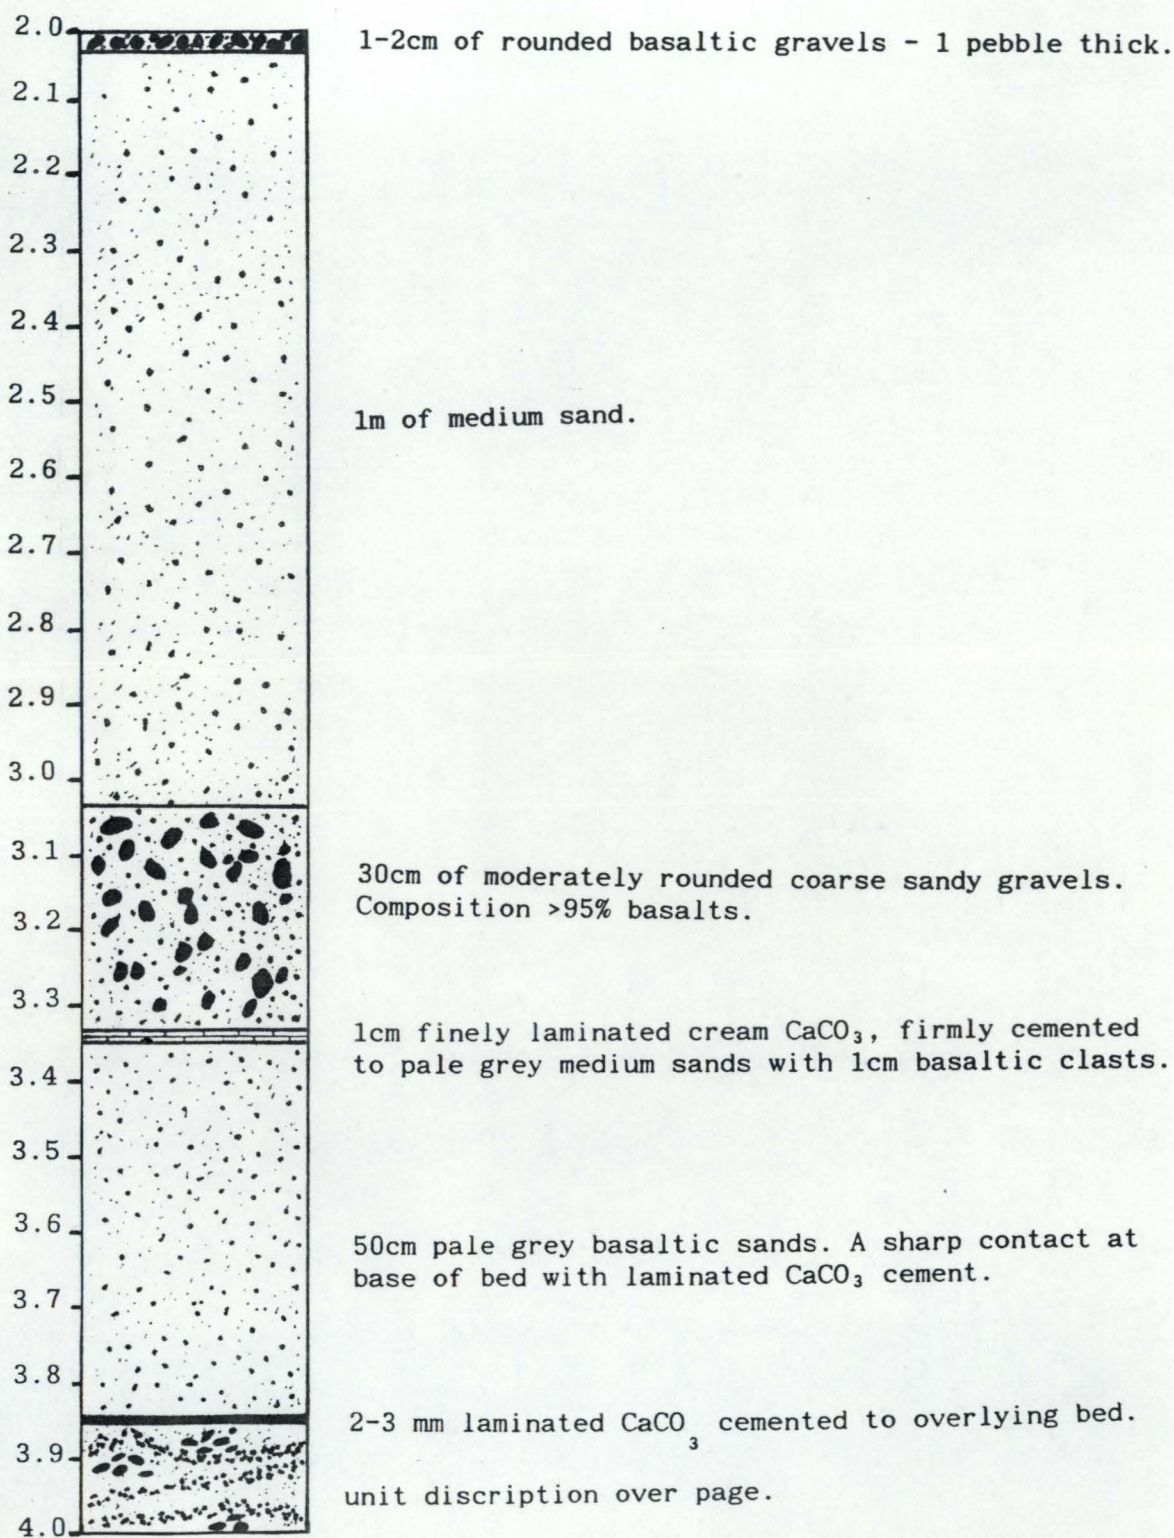 2.0
1-2cm of rounded basaltic gravels - 1 pebble thick.
2.1
2.2
2.3
2.4
2.5
1m of medium sand.
2.6
2.7
2.8
2.9
3.0
3.1
30cm of moderately rounded coarse sandy gravels.
Composition >95% basalts.
3.2
3.3
1cm finely laminated cream CaCO₃, firmly cemented
to pale grey medium sands with 1cm basaltic clasts.
3.4
3.5
3.6
50cm pale grey basaltic sands. A sharp contact at
base of bed with laminated CaCO₃ cement.
3.7
3.8
2-3 mm laminated CaCO₃ cemented to overlying bed.
3.9
unit discription over page.
4.0